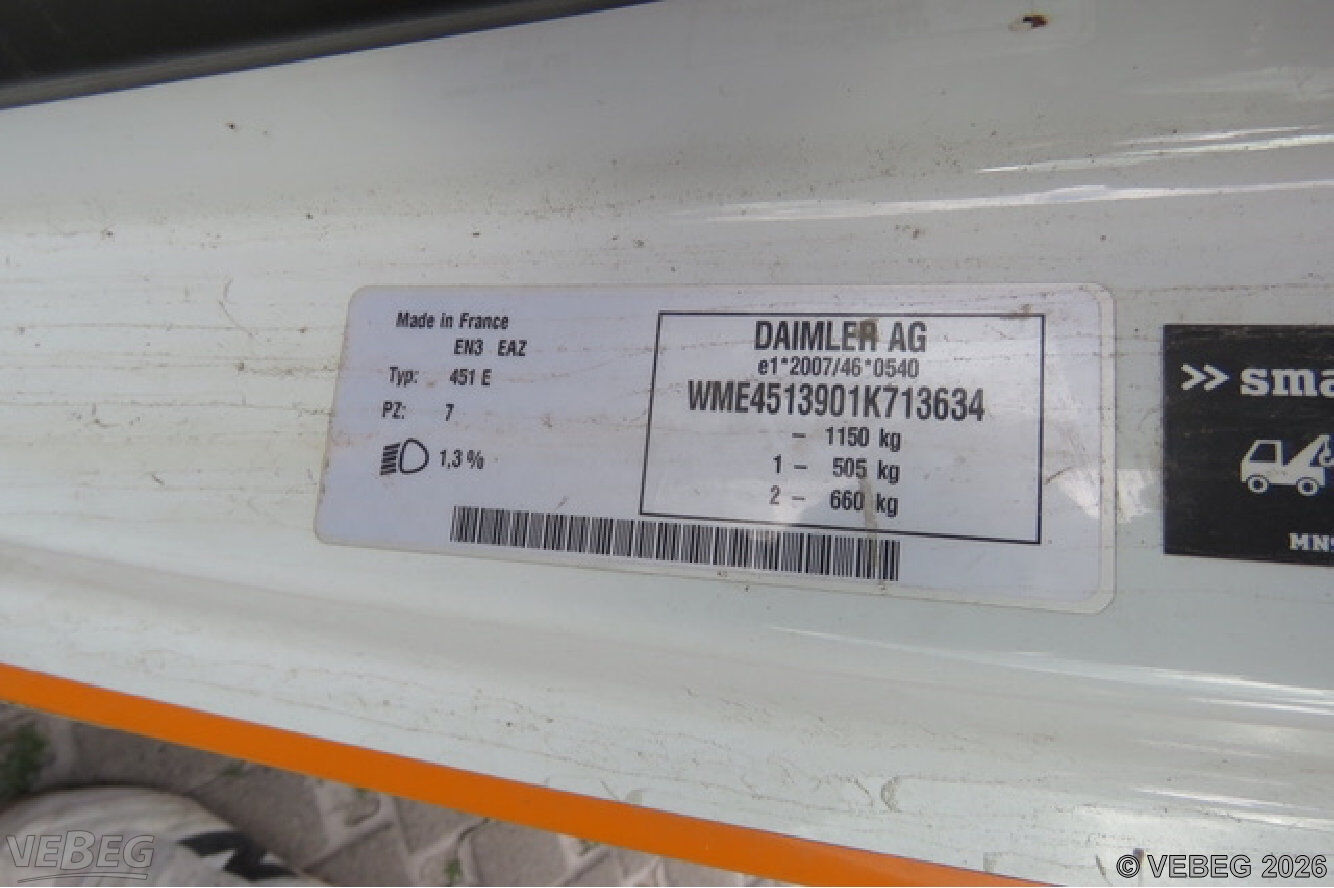 Made in France
EN3 EAZ
Typ: 451 E
PZ: 7
1,3 %
DAIMLER AG
e1*2007/46*0540
WME4513901K713634
- 1150 kg
1 - 505 kg
2 - 660 kg
>> sma
MN
VEBEG
© VEBEG 2026